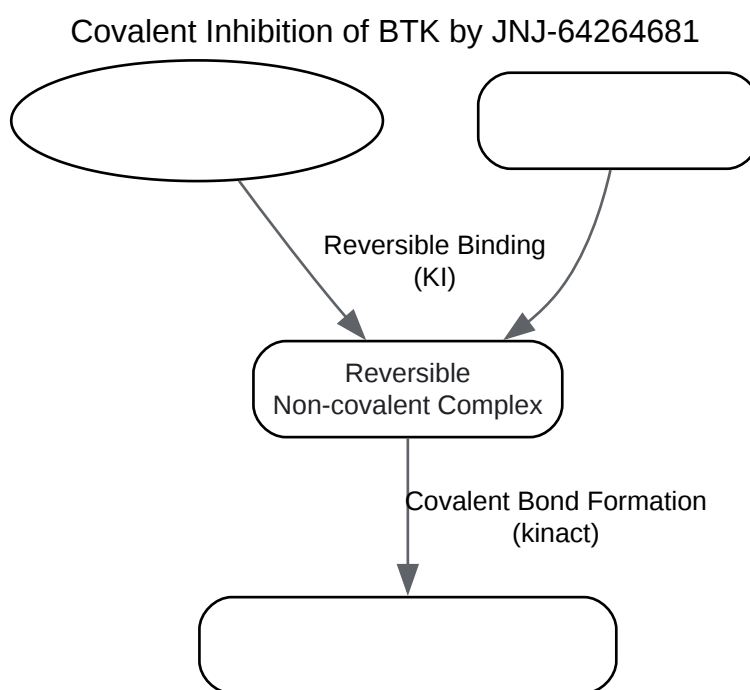 Covalent Inhibition of BTK by JNJ-64264681
Reversible Binding
(KI)
Reversible
Non-covalent Complex
Covalent Bond Formation
(kinact)